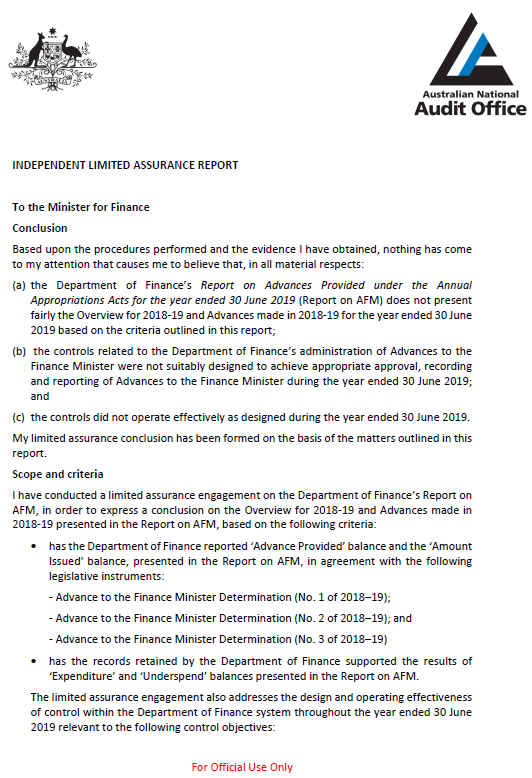 AUSTRALIA
Australian National
Audit Office
INDEPENDENT LIMITED ASSURANCE REPORT
To the Minister for Finance
Conclusion
Based upon the procedures performed and the evidence I have obtained, nothing has come
to my attention that causes me to believe that, in all material respects:
(a) the Department of Finance's Report on Advances Provided under the Annual
Appropriations Acts for the year ended 30 June 2019 (Report on AFM) does not present
fairly the Overview for 2018-19 and Advances made in 2018-19 for the year ended 30 June
2019 based on the criteria outlined in this report;
(b) the controls related to the Department of Finance's administration of Advances to the
Finance Minister were not suitably designed to achieve appropriate approval, recording
and reporting of Advances to the Finance Minister during the year ended 30 June 2019;
and
(c) the controls did not operate effectively as designed during the year ended 30 June 2019.
My limited assurance conclusion has been formed on the basis of the matters outlined in this
report.
Scope and criteria
I have conducted a limited assurance engagement on the Department of Finance's Report on
AFM, in order to express a conclusion on the Overview for 2018-19 and Advances made in
2018-19 presented in the Report on AFM, based on the following criteria:
• has the Department of Finance reported 'Advance Provided' balance and the 'Amount
Issued' balance, presented in the Report on AFM, in agreement with the following
legislative instruments:
- Advance to the Finance Minister Determination (No. 1 of 2018–19);
- Advance to the Finance Minister Determination (No. 2 of 2018–19); and
- Advance to the Finance Minister Determination (No. 3 of 2018–19)
• has the records retained by the Department of Finance supported the results of
'Expenditure' and 'Underspend' balances presented in the Report on AFM.
The limited assurance engagement also addresses the design and operating effectiveness
of control within the Department of Finance system throughout the year ended 30 June
2019 relevant to the following control objectives:
For Official Use Only